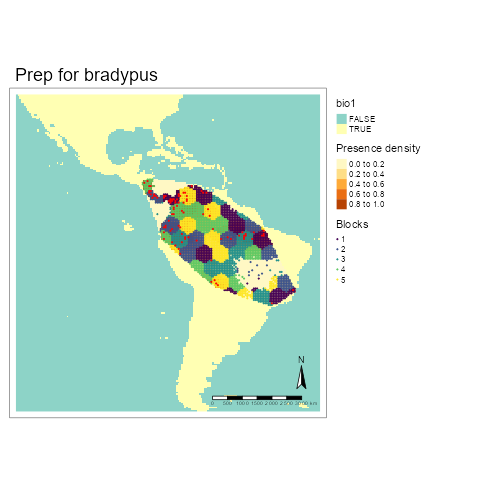 Prep for bradypus
bio1
FALSE
TRUE
Presence density
0.0 to 0.2
0.2 to 0.4
0.4 to 0.6
0.6 to 0.8
0.8 to 1.0
Blocks
1
2
3
4
5
N
0 500 1000 1500 2000 2500 3000 km